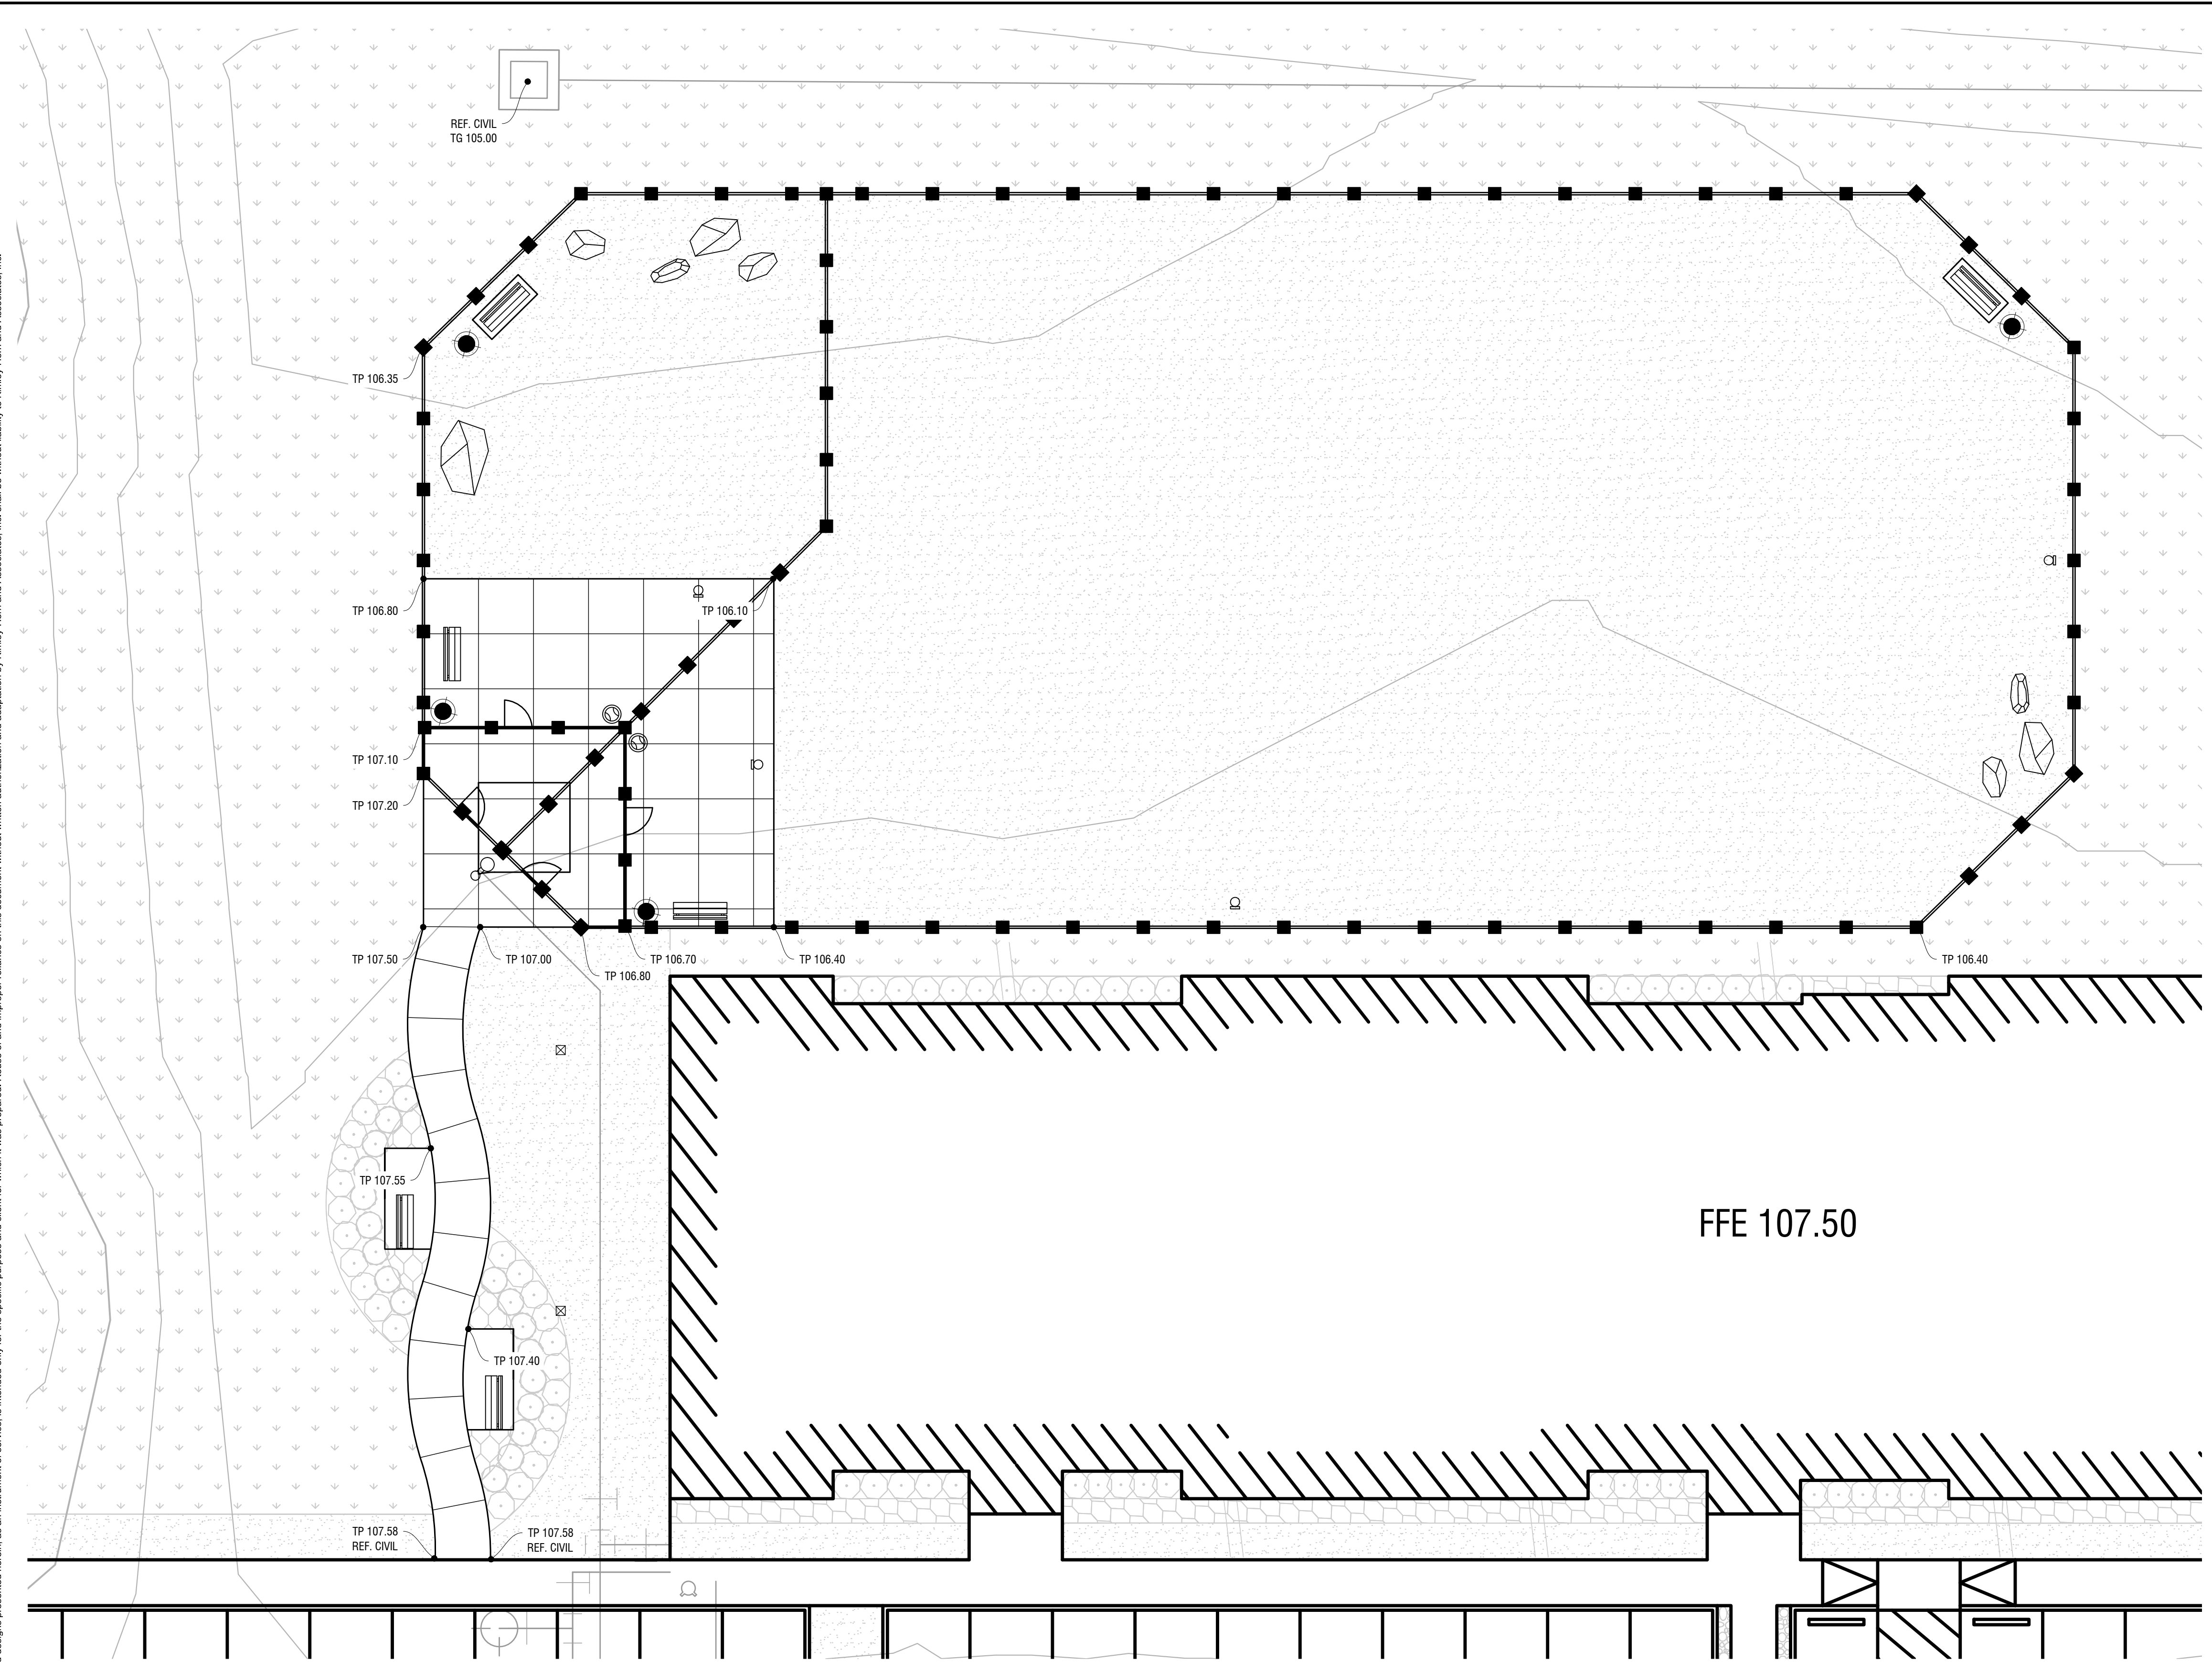 REF. CIVIL
TG 105.00
TP 106.35
TP 106.80
TP 106.10
TP 107.10
TP 107.20
TP 107.50
TP 107.00
TP 106.80
TP 106.70
TP 106.40
TP 106.40
TP 107.55
FFE 107.50
TP 107.40
TP 107.58
REF. CIVIL
TP 107.58
REF. CIVIL